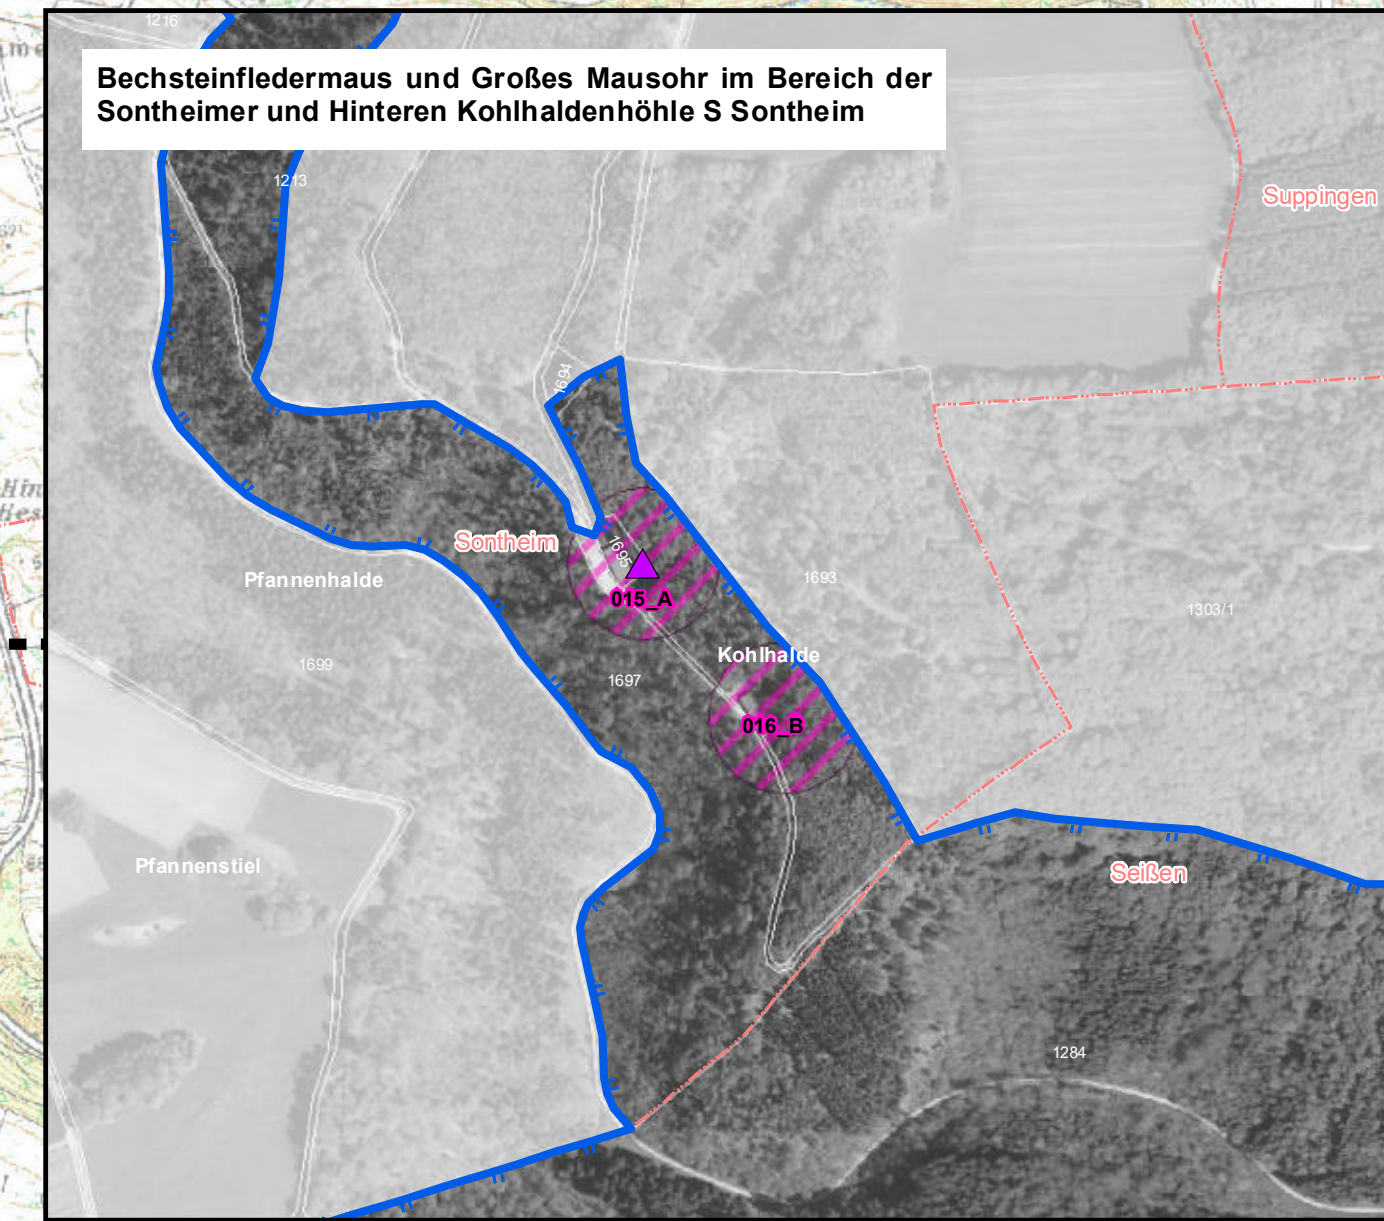 1216
Bechsteinfledermaus und Großes Mausohr im Bereich der
Sontheimer und Hinteren Kohlhaldenhöhle S Sontheim
1213
Suppingen
1694
Sontheim
1695
Pfannenhalde
1693
015_A
1303/1
Kohlhalde
1699
1697
016_B
Pfannenstiel
Seißen
1284